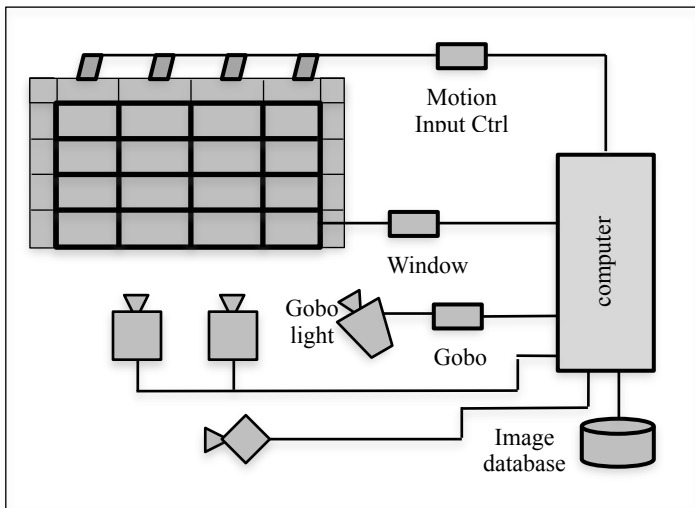 Motion
Input Ctrl
computer
Window
Gobo
light
Gobo
Image
database